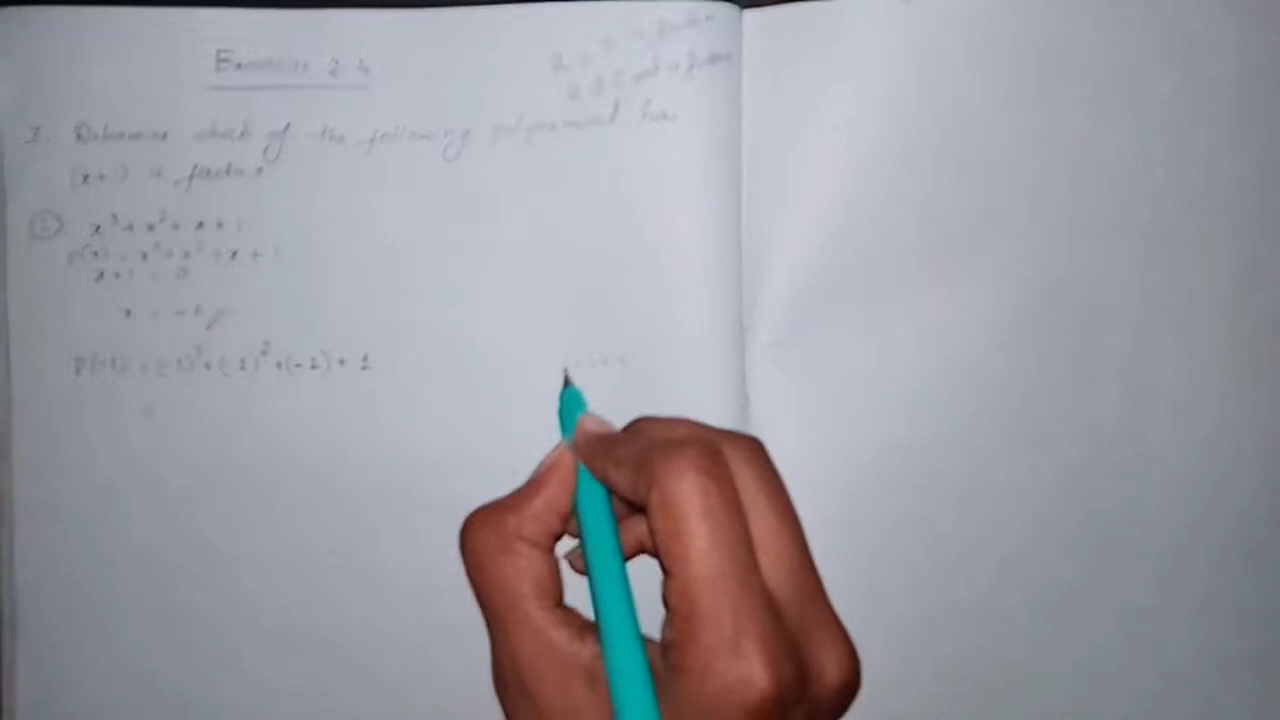 Exercise 2.4
1. Determine which of the following polynomial has
(x+1) a factor
x³ + x² + x + 1
p(x) = x³ + x² + x + 1
x+1 = 0
x = -1
P(-1) = (-1)³ + (-1)² + (-1) + 1